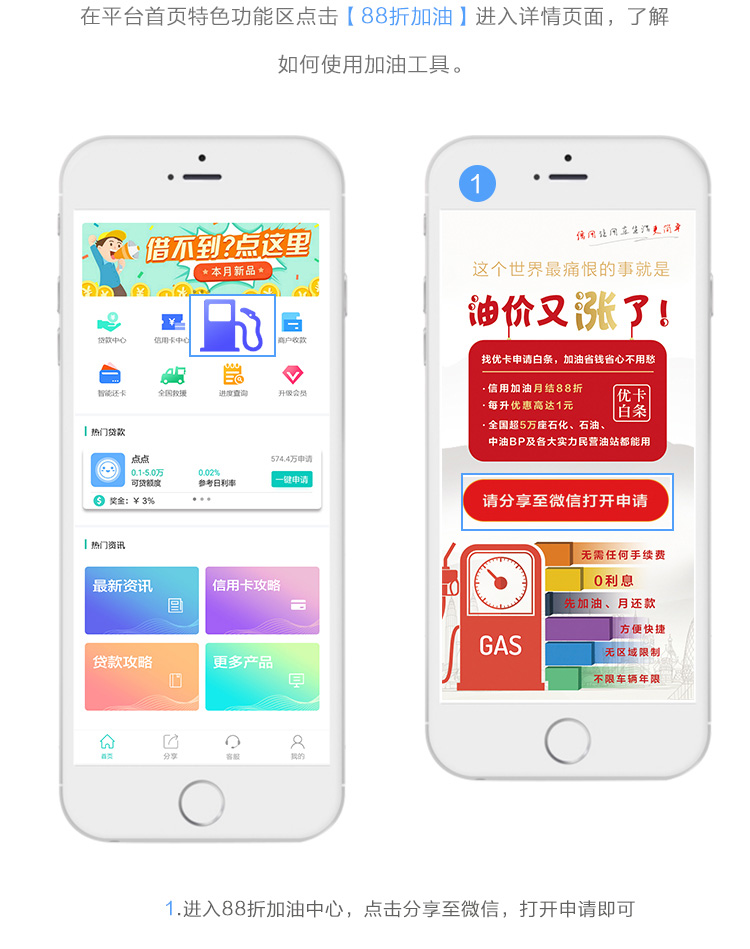 在平台首页特色功能区点击【88折加油】进入详情页面，了解
如何使用加油工具。
借不到?点这里
★本月新品★
贷款中心
信用卡中心
商户收款
智能还卡
全国救援
进度查询
升级会员
热门贷款
点点
574.4万申请
0.1-5.0万
0.02%
可贷额度
参考日利率
一键申请
$ 奖金：￥3%
热门资讯
最新资讯
信用卡攻略
贷款攻略
更多产品
首页
分享
客服
我的
1
信用让用车生活更简单
这个世界最痛恨的事就是
油价又涨了！
找优卡申请白条，加油省钱省心不用愁
·信用加油月结88折
·每升优惠高达1元
·全国超5万座石化、石油、
中油BP及各大实力民营油站都能用
优卡
白条
请分享至微信打开申请
GAS
无需任何手续费
0利息
先加油、月还款
方便快捷
无区域限制
不限车辆年限
1.进入88折加油中心，点击分享至微信，打开申请即可